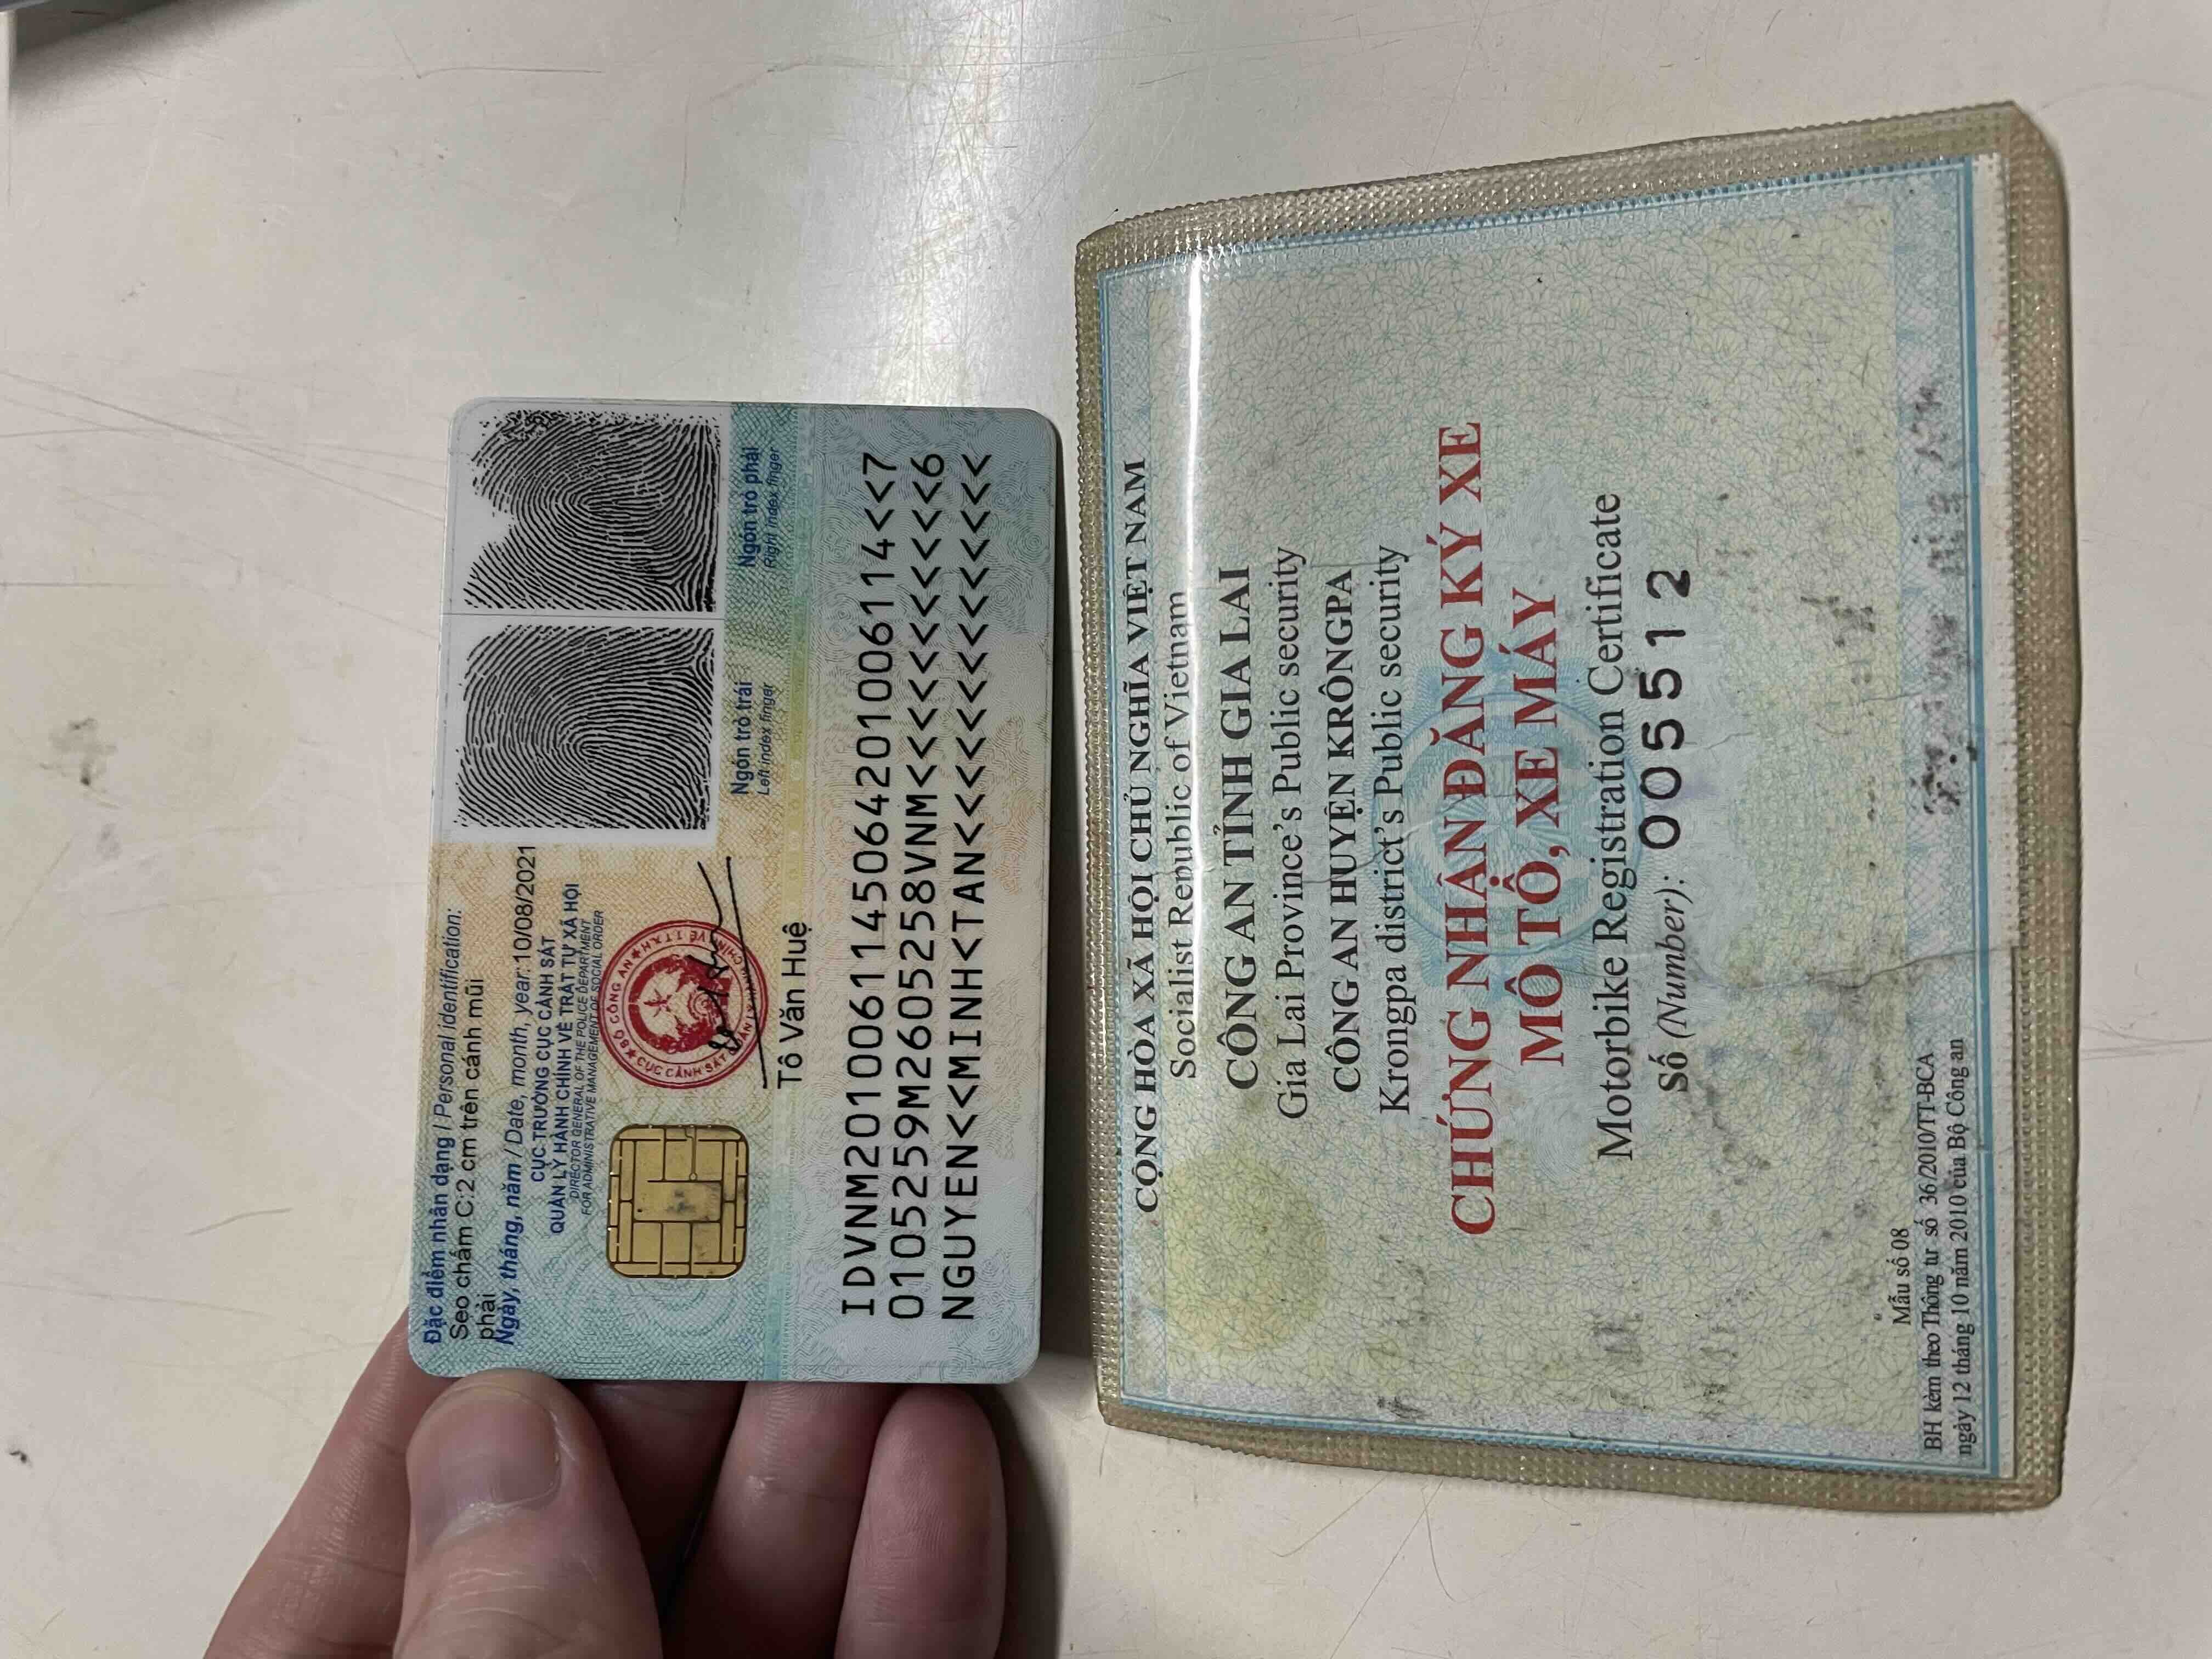 Đặc điểm nhân dạng / Personal identification:
Sẹo chấm C:2 cm trên cánh mũi
phải
Ngày, tháng, năm / Date, month, year: 10/08/2021
CỤC TRƯỞNG CỤC CẢNH SÁT
QUẢN LÝ HÀNH CHÍNH VỀ TRẬT TỰ XÃ HỘI
DIRECTOR GENERAL OF THE POLICE DEPARTMENT
FOR ADMINISTRATIVE MANAGEMENT OF SOCIAL ORDER
BỘ CÔNG AN
Tô Văn Huệ
Ngón trỏ trái
Left index finger
Ngón trỏ phải
Right index finger
IDVNM2010061145064201006114<<7
0105259M2605258VNM<<<<<<<<<<<6
NGUYEN<<MINH<TAN<<<<<<<<<<<<<<
CỘNG HÒA XÃ HỘI CHỦ NGHĨA VIỆT NAM
Socialist Republic of Vietnam
CÔNG AN TỈNH GIA LAI
Gia Lai Province's Public security
CÔNG AN HUYỆN KRÔNGPA
Krongpa district's Public security
CHỨNG NHẬN ĐĂNG KÝ XE
MÔ TÔ, XE MÁY
Motorbike Registration Certificate
Số (Number): 005512
Mẫu số 08
BH kèm theo Thông tư số 36/2010/TT-BCA
ngày 12 tháng 10 năm 2010 của Bộ Công an